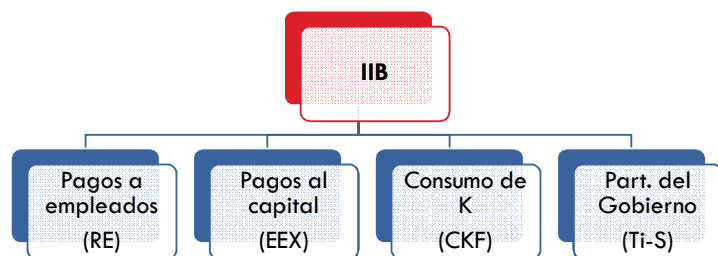 IIB
Pagos a
empleados
(RE)
Pagos al
capital
(EEX)
Consumo de
K
(CKF)
Part. del
Gobierno
(Ti-S)